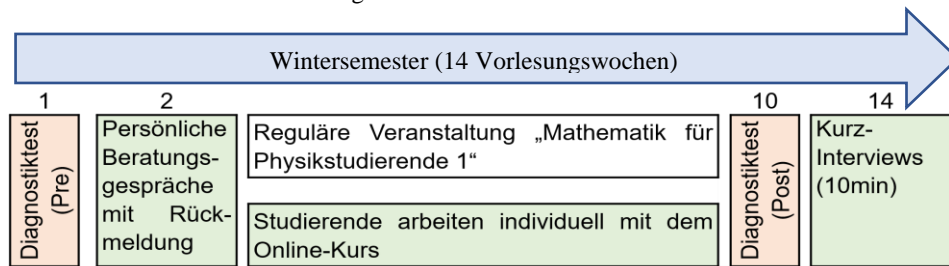 Wintersemester (14 Vorlesungswochen)
1
2
10
14
Diagnostiktest
(Pre)
Persönliche
Beratungs-
gespräche
mit Rück-
meldung
Reguläre Veranstaltung „Mathematik für
Physikstudierende 1“
Studierende arbeiten individuell mit dem
Online-Kurs
Diagnostiktest
(Post)
Kurz-
Interviews
(10min)